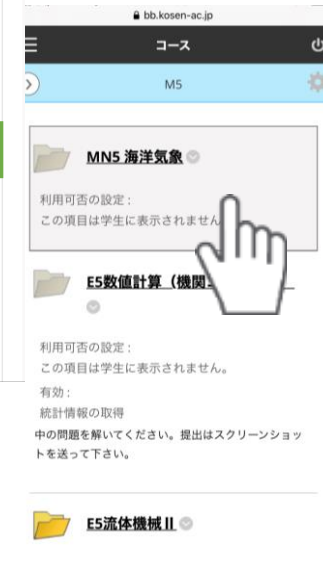 bb.kosen-ac.jp
コース
M5
MN5 海洋気象
利用可否の設定:
この項目は学生に表示されません
E5数値計算（機関
利用可否の設定:
この項目は学生に表示されません。
有効:
統計情報の取得
中の問題を解いてください。提出はスクリーンショッ
トを送って下さい。
E5流体機械Ⅱ